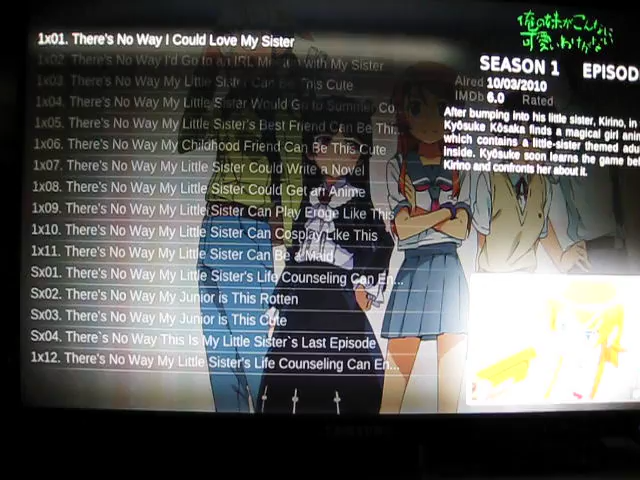 1x01. There's No Way I Could Love My Sister
1x02. There's No Way I'd Go to an IRL with My Sister
1x03. There's No Way My Little Sister Can Be This Cute
1x04. There's No Way My Little Sister Would Go to Summer Co...
1x05. There's No Way My Little Sister's Best Friend Can Be Thi...
1x06. There's No Way My Childhood Friend Can Be This Cute
1x07. There's No Way My Little Sister Could Write a Novel
1x08. There's No Way My Little Sister Could Get an Anime
1x09. There's No Way My Little Sister Can Play Eroge Like This
1x10. There's No Way My Little Sister Can Cosplay Like This
1x11. There's No Way My Little Sister Can Be a Maid
Sx01. There's No Way My Little Sister's Life Counseling Can En...
Sx02. There's No Way My Junior is This Rotten
Sx03. There's No Way My Junior is This Cute
Sx04. There`s No Way This Is My Little Sister`s Last Episode
1x12. There's No Way My Little Sister's Life Counseling Can En...
俺の妹がこんなに
可愛いわけがない
SEASON 1 EPISOD
Aired 10/03/2010
IMDb 6.0 Rated
After bumping into his little sister, Kirino, in
Kyōsuke Kōsaka finds a magical girl ani
which contains a little-sister themed adu
inside. Kyōsuke soon learns the game bel
Kirino and confronts her about it.